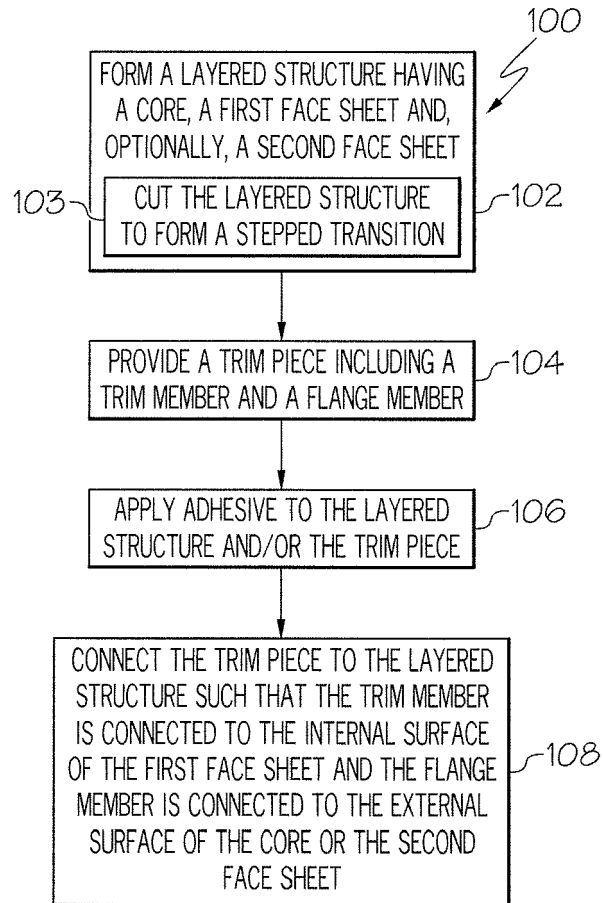 100
FORM A LAYERED STRUCTURE HAVING
A CORE, A FIRST FACE SHEET AND,
OPTIONALLY, A SECOND FACE SHEET
103
CUT THE LAYERED STRUCTURE
TO FORM A STEPPED TRANSITION
102
PROVIDE A TRIM PIECE INCLUDING A
TRIM MEMBER AND A FLANGE MEMBER
104
APPLY ADHESIVE TO THE LAYERED
STRUCTURE AND/OR THE TRIM PIECE
106
CONNECT THE TRIM PIECE TO THE LAYERED
STRUCTURE SUCH THAT THE TRIM MEMBER
IS CONNECTED TO THE INTERNAL SURFACE
OF THE FIRST FACE SHEET AND THE FLANGE
MEMBER IS CONNECTED TO THE EXTERNAL
SURFACE OF THE CORE OR THE SECOND
FACE SHEET
108